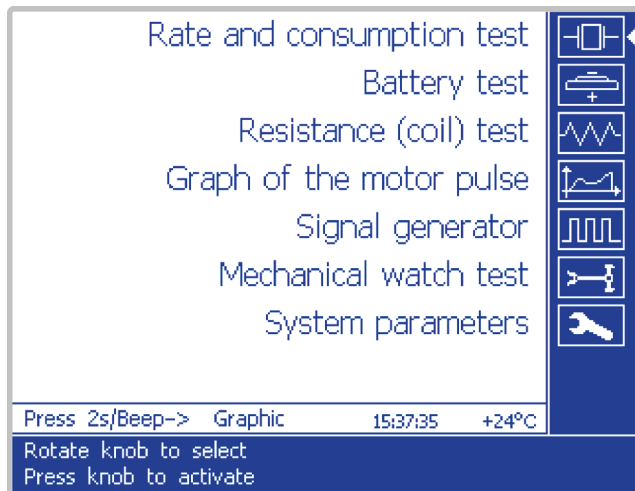 Rate and consumption test
Battery test
Resistance (coil) test
Graph of the motor pulse
Signal generator
Mechanical watch test
System parameters
Press 2s/Beep-> Graphic 15:37:35 +24°C
Rotate knob to select
Press knob to activate